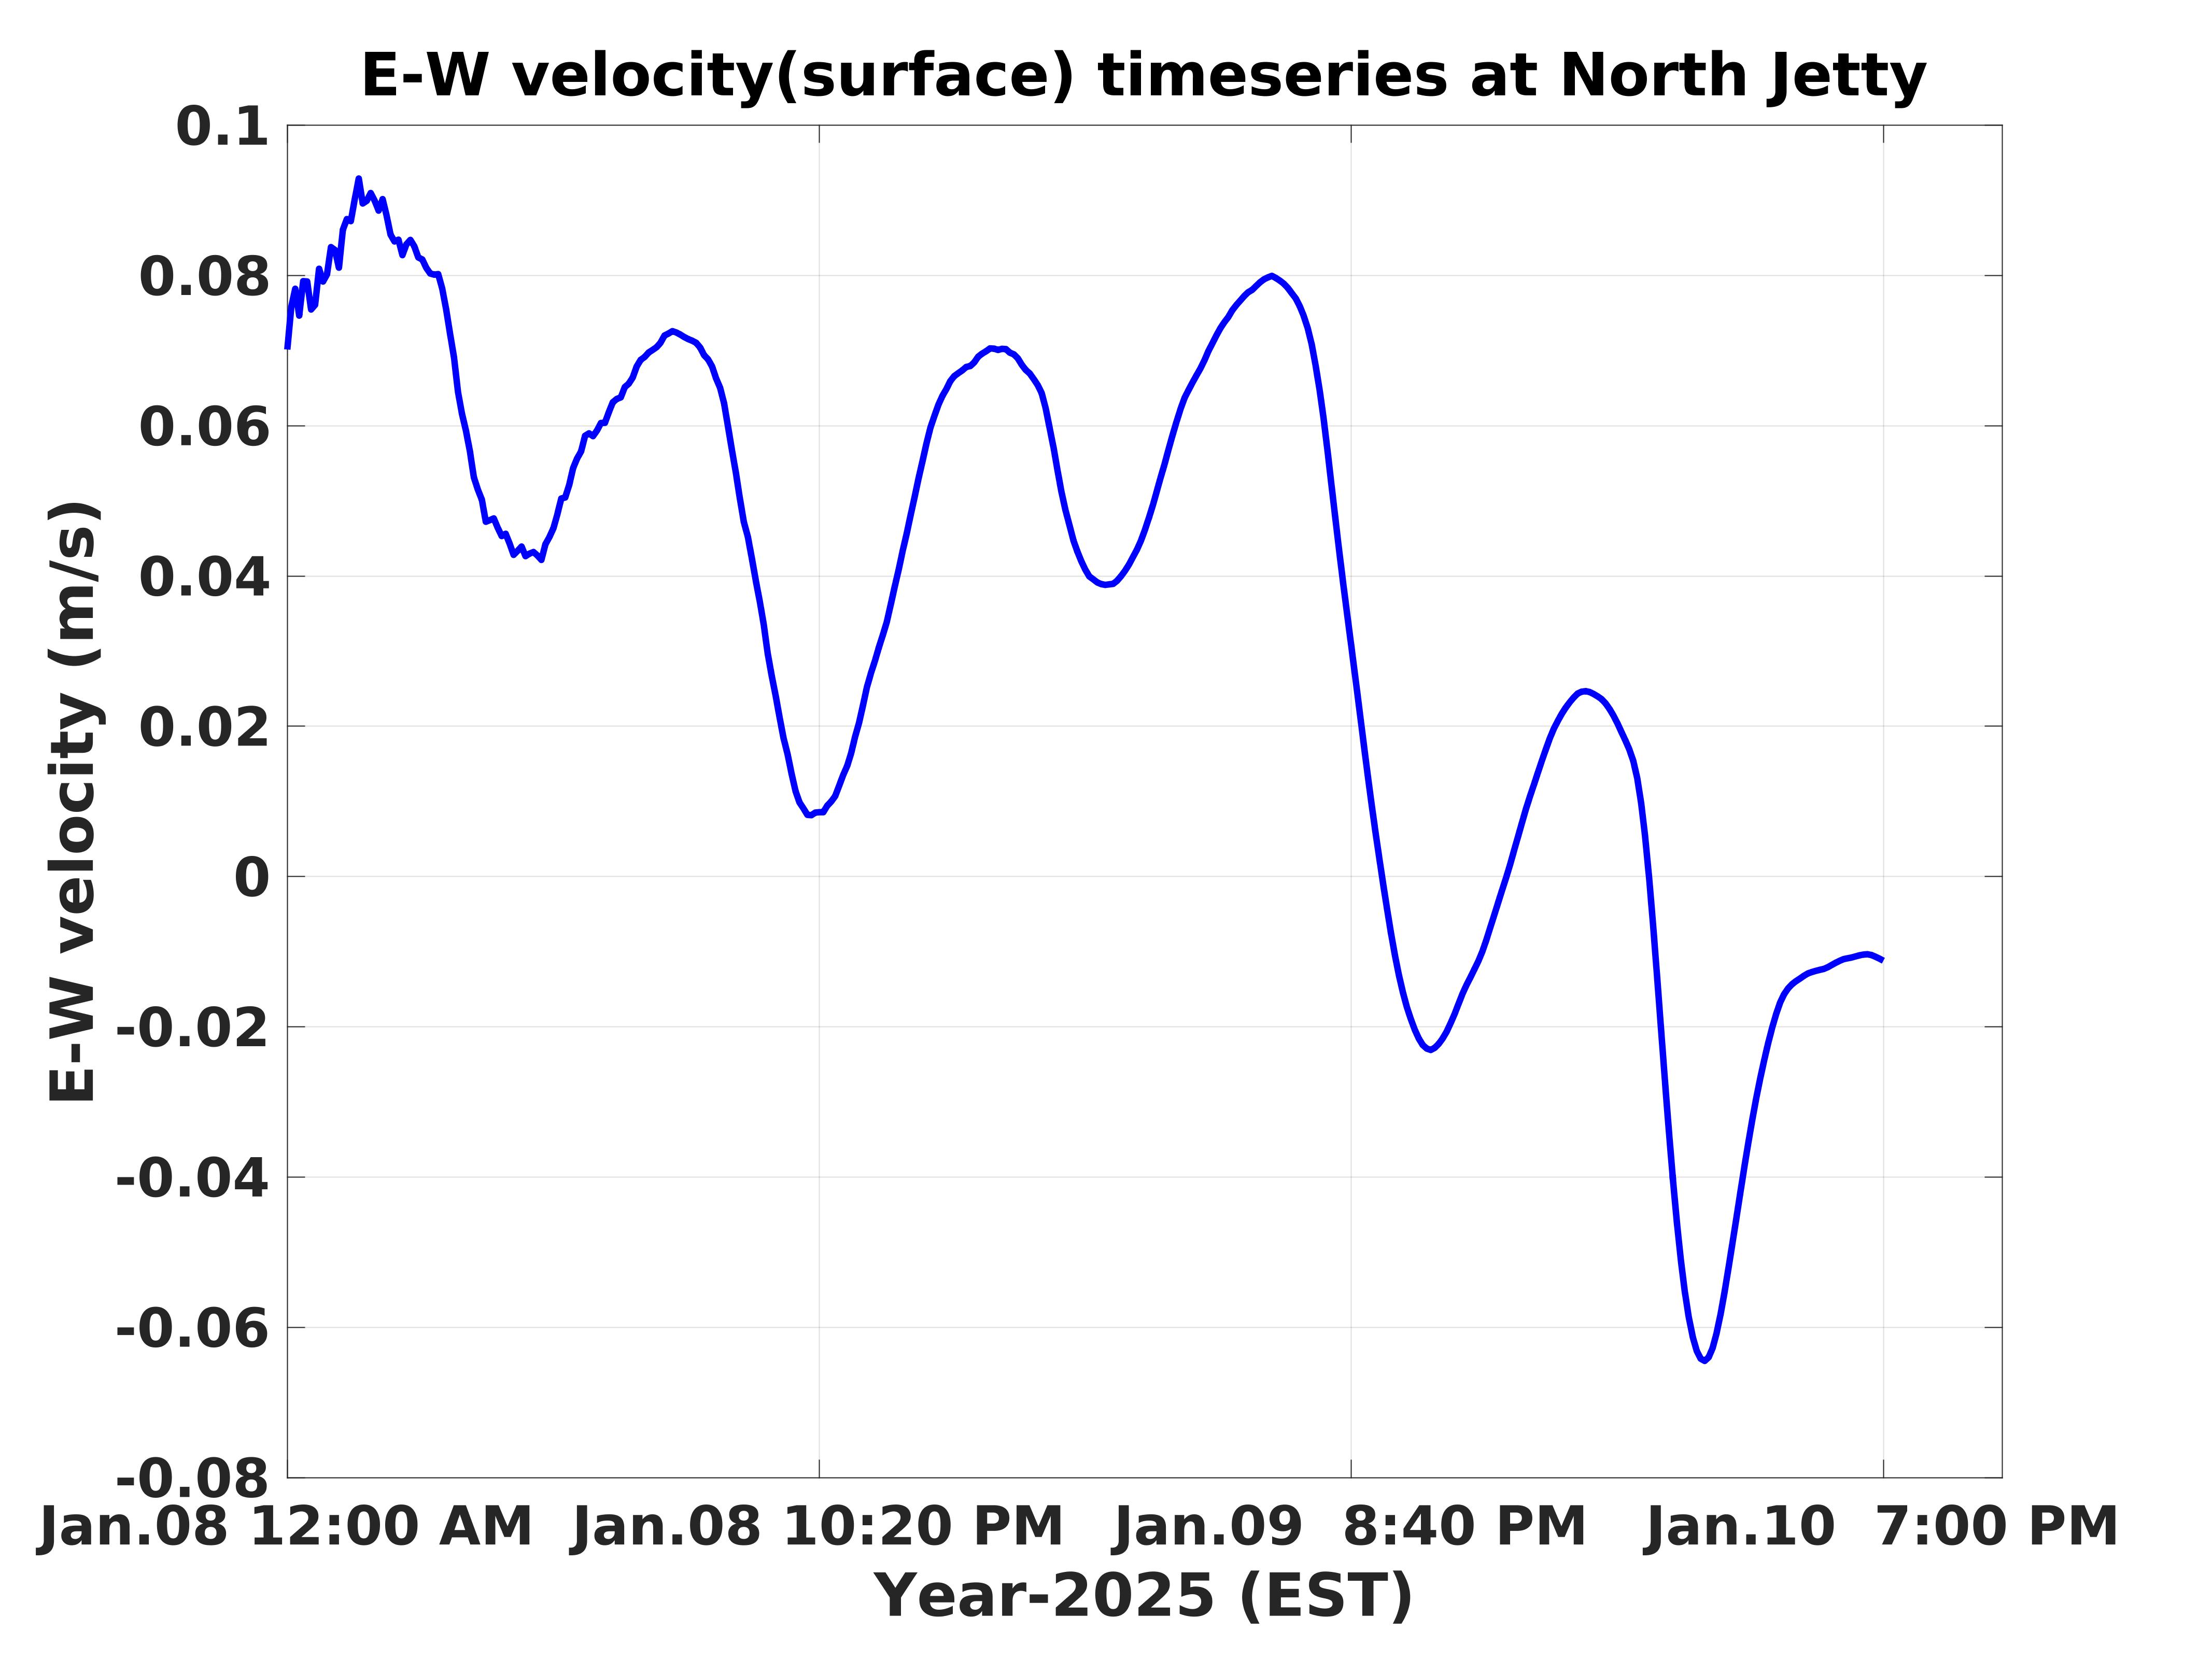 E-W velocity(surface) timeseries at North Jetty
0.1
0.08
0.06
0.04
0.02
0
-0.02
-0.04
-0.06
-0.08
E-W velocity (m/s)
Jan.08 12:00 AM Jan.08 10:20 PM Jan.09 8:40 PM Jan.10 7:00 PM
Year-2025 (EST)